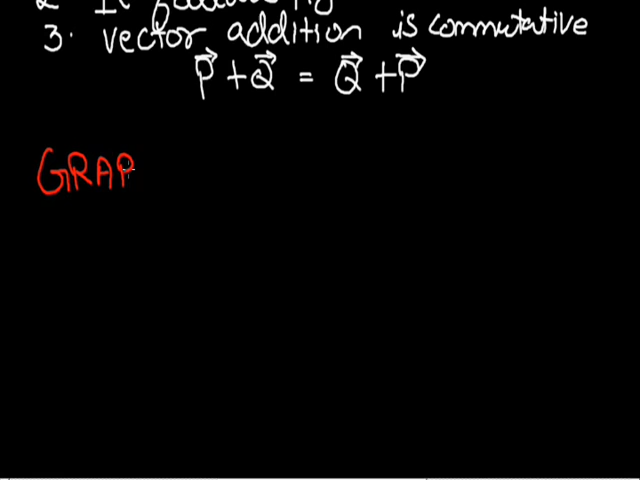 3. vector addition is commutative
P⃗ + Q⃗ = Q⃗ + P⃗
GRAP